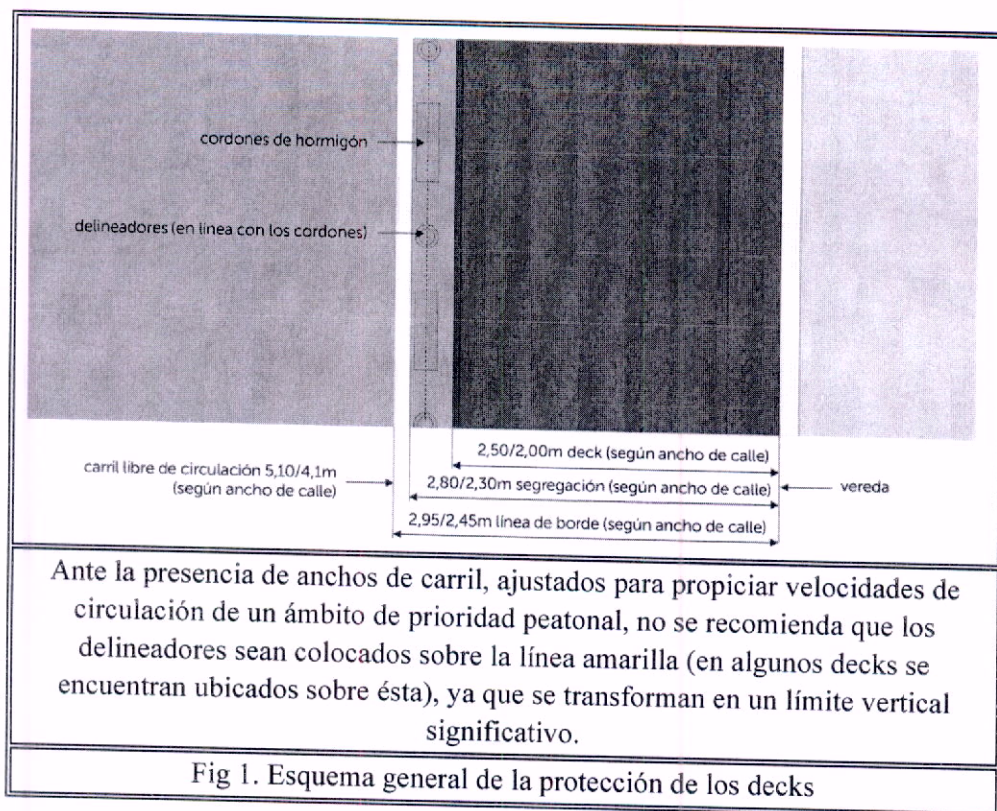 cordones de hormigón
delineadores (en línea con los cordones)
carril libre de circulación 5,10/4,1m
(según ancho de calle)
2,50/2,00m deck (según ancho de calle)
2,80/2,30m segregación (según ancho de calle)
vereda
2,95/2,45m línea de borde (según ancho de calle)
Ante la presencia de anchos de carril, ajustados para propiciar velocidades de
circulación de un ámbito de prioridad peatonal, no se recomienda que los
delineadores sean colocados sobre la línea amarilla (en algunos decks se
encuentran ubicados sobre ésta), ya que se transforman en un límite vertical
significativo.
Fig 1. Esquema general de la protección de los decks